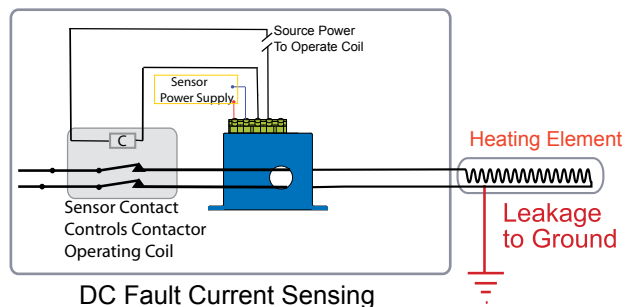 Source Power
To Operate Coil
Sensor
Power Supply
C
Heating Element
Sensor Contact
Controls Contactor
Operating Coil
Leakage
to Ground
DC Fault Current Sensing